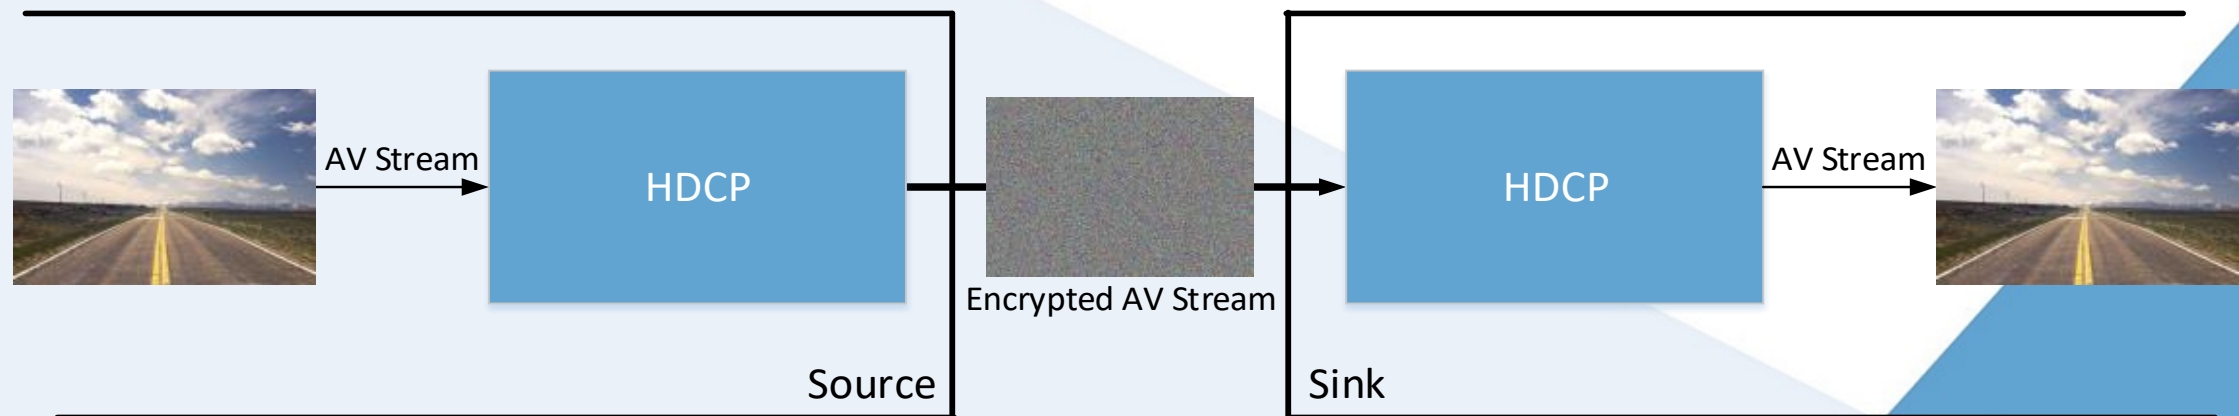 AV Stream
HDCP
Encrypted AV Stream
HDCP
AV Stream
Source
Sink